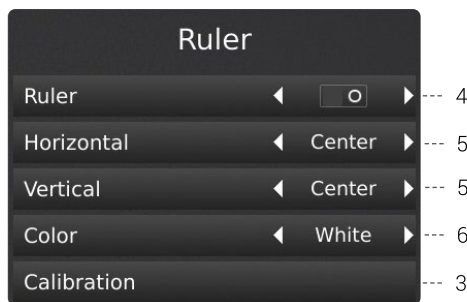 Ruler
Ruler O --- 4
Horizontal Center --- 5
Vertical Center --- 5
Color White --- 6
Calibration --- 3